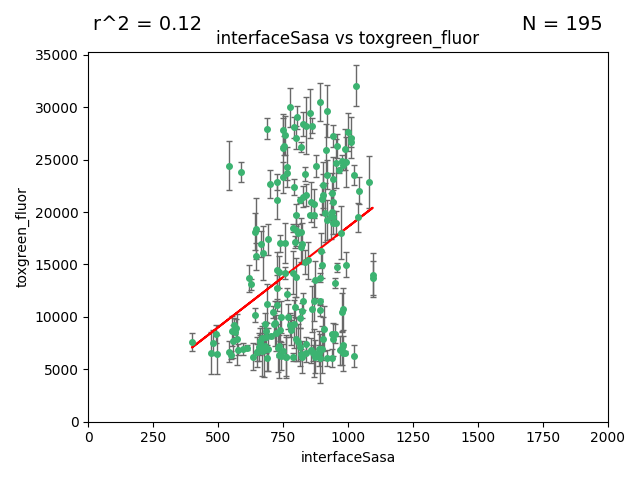 r^2 = 0.12
N = 195
interfaceSasa vs toxgreen_fluor
35000
30000
25000
20000
15000
10000
5000
0
toxgreen_fluor
0 250 500 750 1000 1250 1500 1750 2000
interfaceSasa